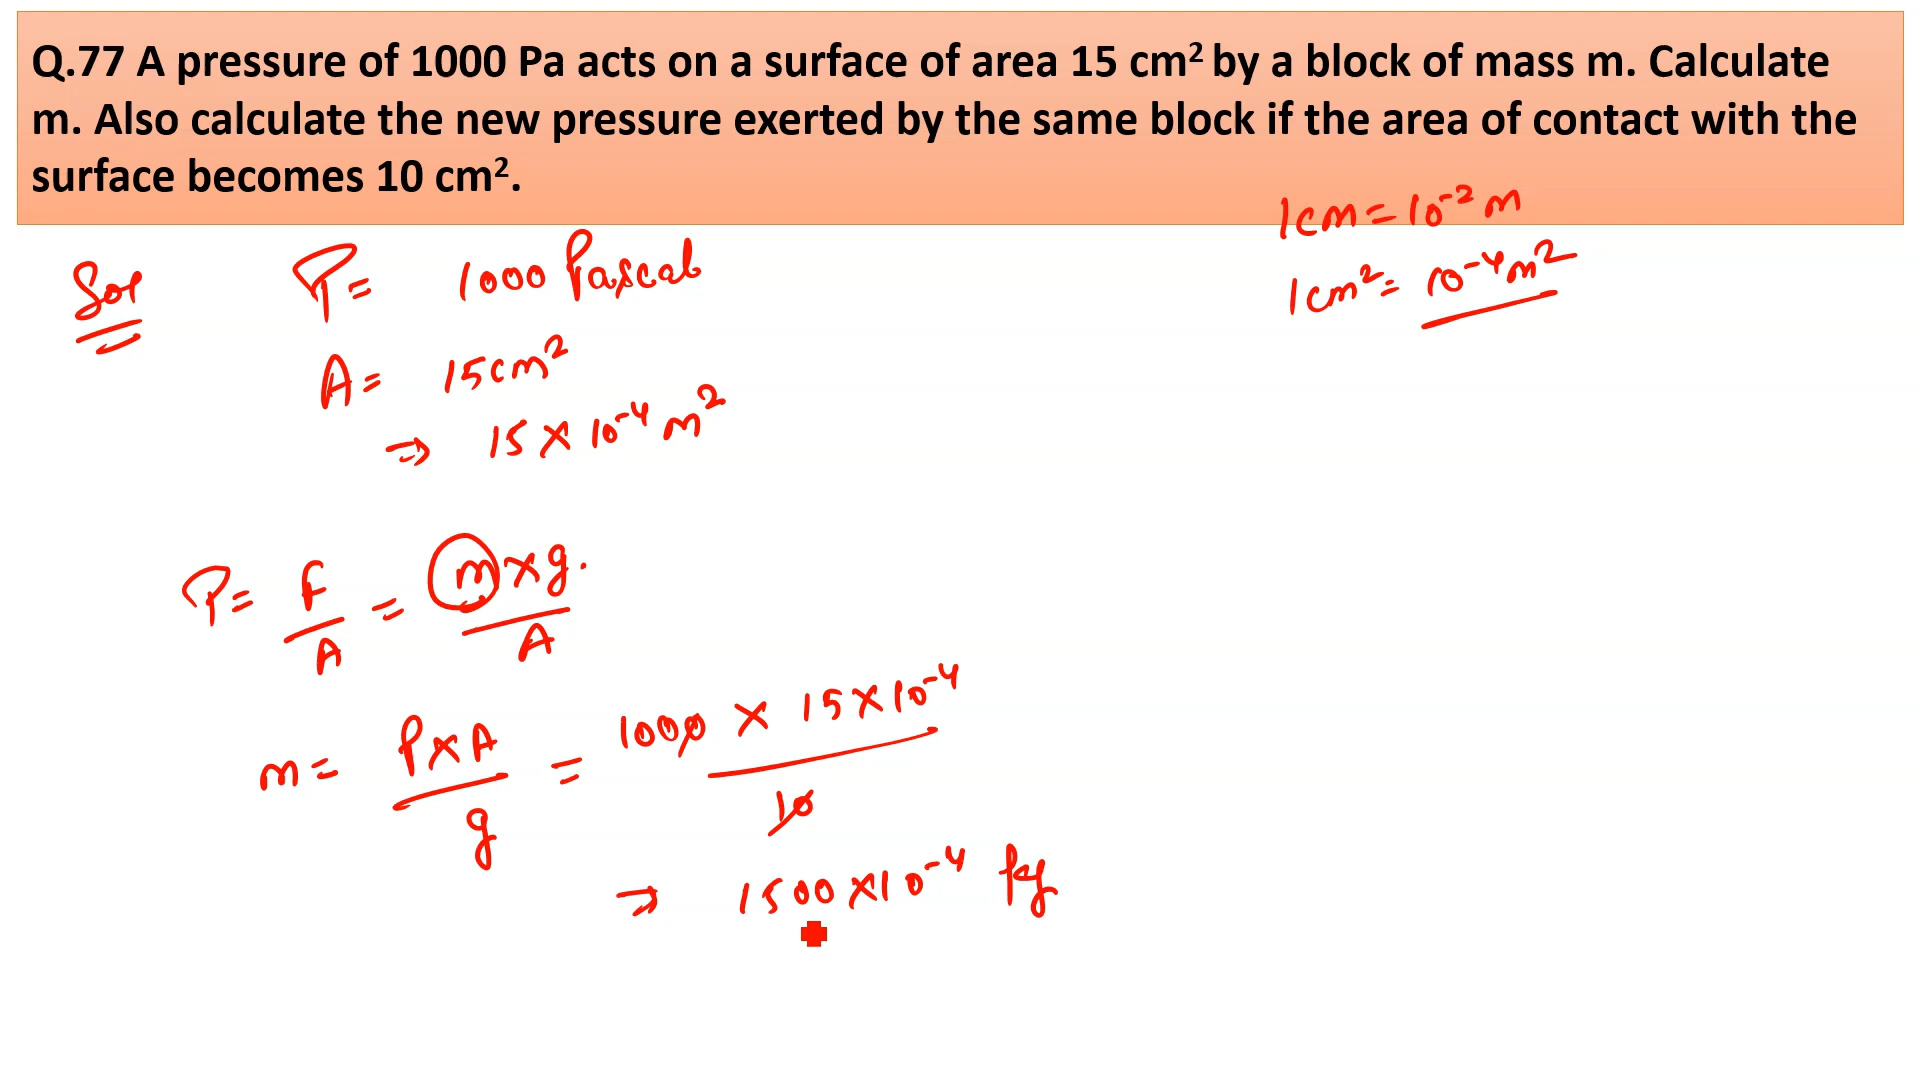 Q.77 A pressure of 1000 Pa acts on a surface of area 15 cm² by a block of mass m. Calculate
m. Also calculate the new pressure exerted by the same block if the area of contact with the
surface becomes 10 cm².
1cm = 10⁻² m
1cm² = 10⁻⁴ m²
Sol P = 1000 Pascal
A = 15cm²
⇒ 15 × 10⁻⁴ m²
P = F/A = m × g. / A
m = P × A / g = 1000 × 15 × 10⁻⁴ / 10
⇒ 1500 × 10⁻⁴ kg